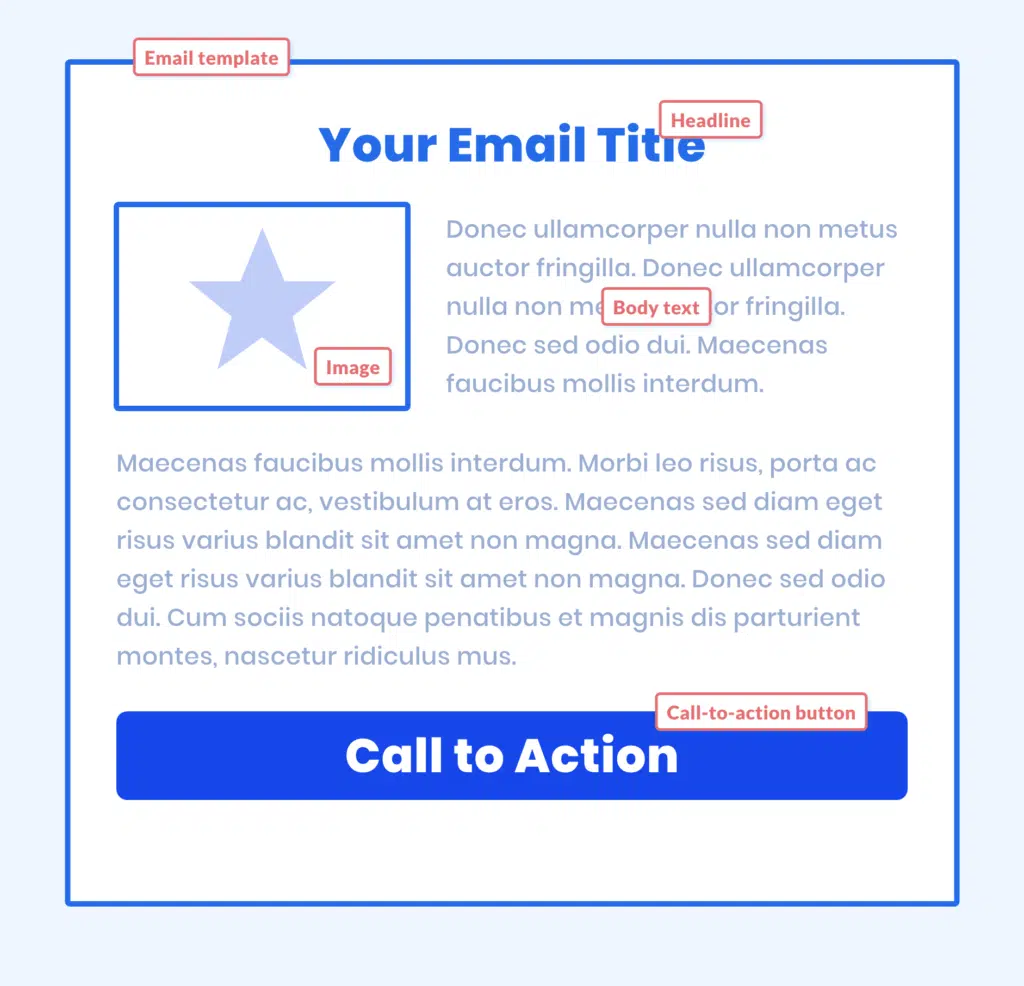 Email template
Headline
Your Email Title
Donec ullamcorper nulla non metus
auctor fringilla. Donec ullamcorper
nulla non Body text fringilla.
Donec sed odio dui. Maecenas
faucibus mollis interdum.
Image
Maecenas faucibus mollis interdum. Morbi leo risus, porta ac
consectetur ac, vestibulum at eros. Maecenas sed diam eget
risus varius blandit sit amet non magna. Maecenas sed diam
eget risus varius blandit sit amet non magna. Donec sed odio
dui. Cum sociis natoque penatibus et magnis dis parturient
montes, nascetur ridiculus mus.
Call-to-action button
Call to Action